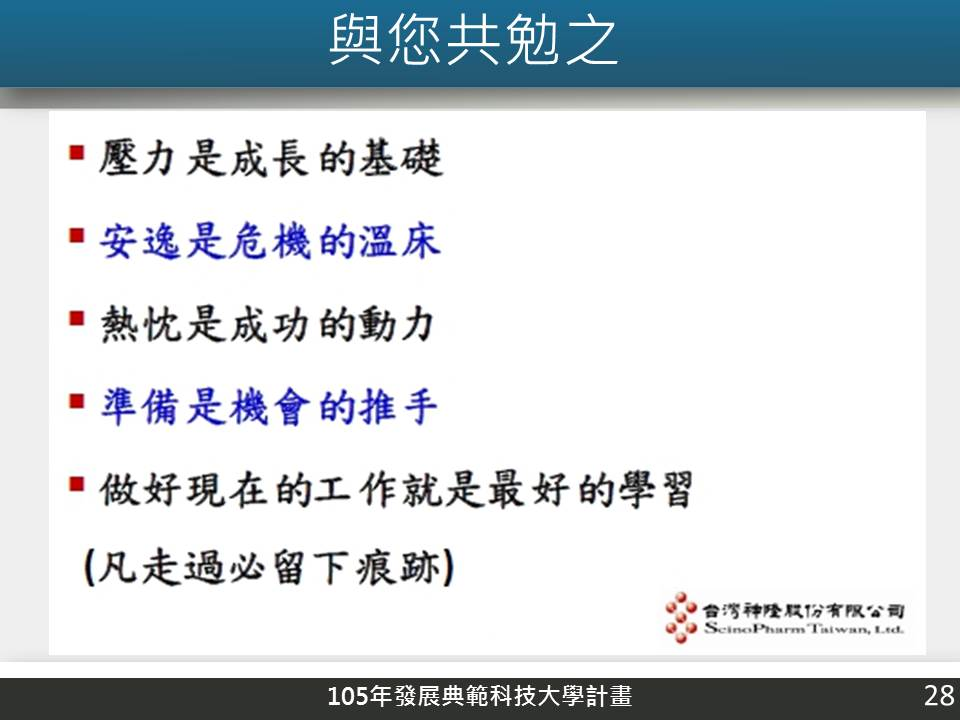 與您共勉之
壓力是成長的基礎
安逸是危機的溫床
熱忱是成功的動力
準備是機會的推手
做好現在的工作就是最好的學習
(凡走過必留下痕跡)
台灣神隆股份有限公司
ScinoPharm Taiwan, Ltd.
105年發展典範科技大學計畫
28